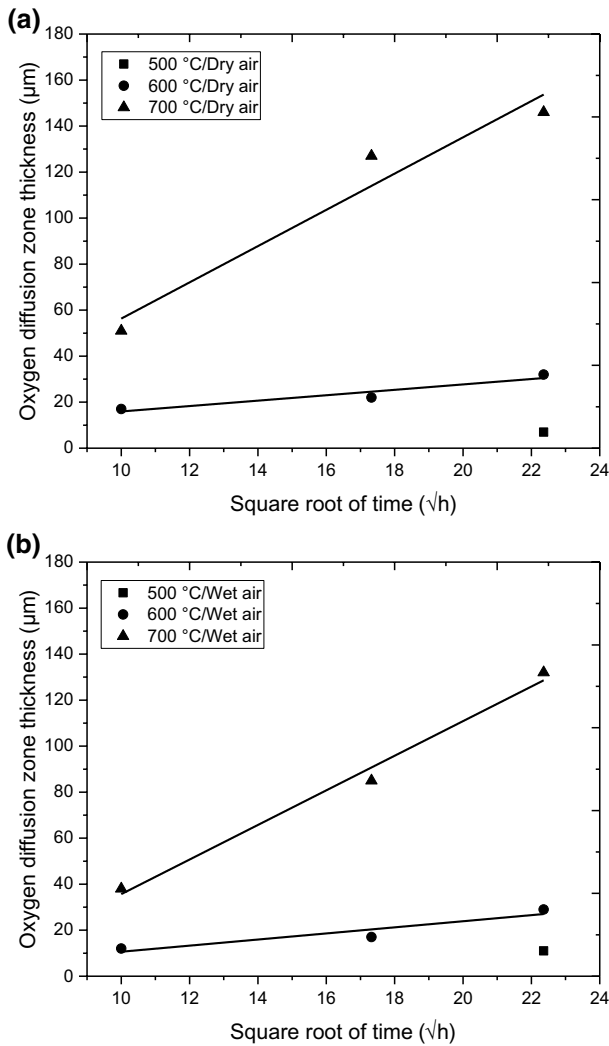 (a)
180
160
140
120
100
80
60
40
20
0
Oxygen diffusion zone thickness (µm)
500 °C/Dry air
600 °C/Dry air
700 °C/Dry air
10 12 14 16 18 20 22 24
Square root of time (√h)
(b)
180
160
140
120
100
80
60
40
20
0
Oxygen diffusion zone thickness (µm)
500 °C/Wet air
600 °C/Wet air
700 °C/Wet air
10 12 14 16 18 20 22 24
Square root of time (√h)